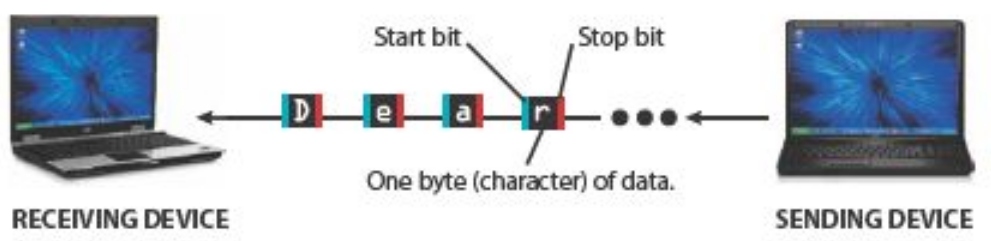 Start bit
Stop bit
D e a r
One byte (character) of data.
RECEIVING DEVICE
SENDING DEVICE